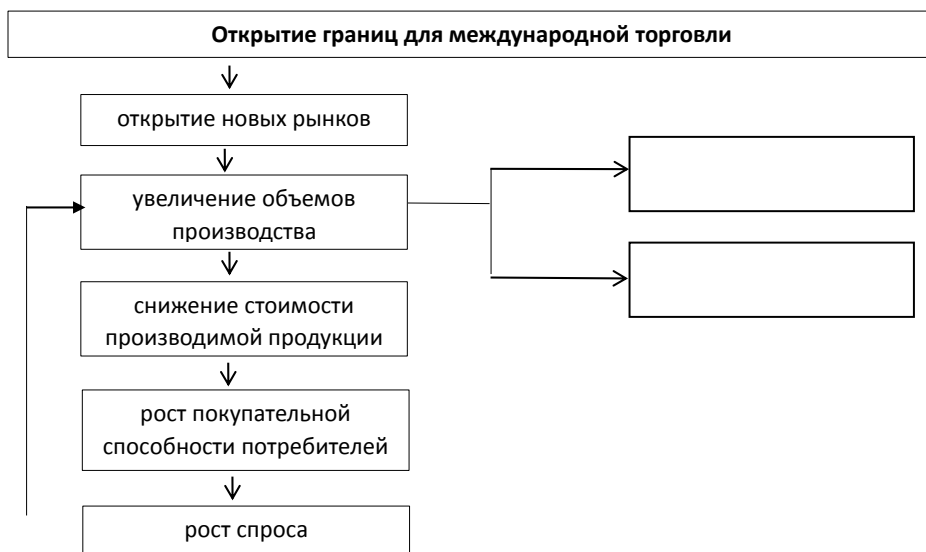 Открытие границ для международной торговли
открытие новых рынков
увеличение объемов
производства
снижение стоимости
производимой продукции
рост покупательной
способности потребителей
рост спроса